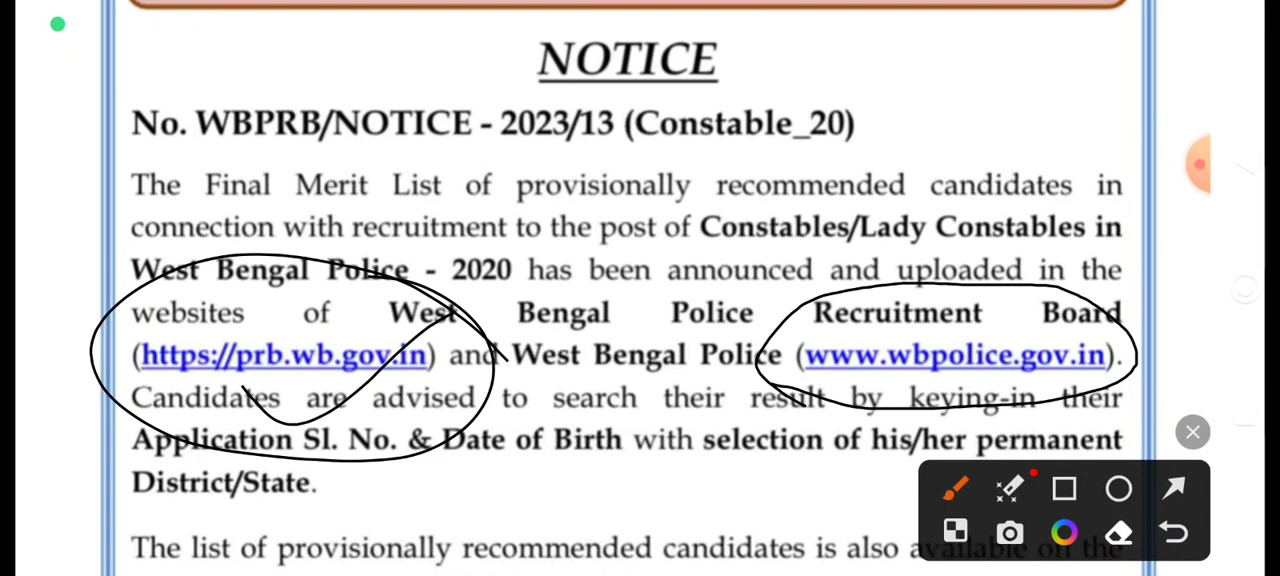 NOTICE
No. WBPRB/NOTICE - 2023/13 (Constable_20)
The Final Merit List of provisionally recommended candidates in
connection with recruitment to the post of Constables/Lady Constables in
West Bengal Police - 2020 has been announced and uploaded in the
websites of West Bengal Police Recruitment Board
(https://prb.wb.gov.in) and West Bengal Police (www.wbpolice.gov.in).
Candidates are advised to search their result by keying-in their
Application Sl. No. & Date of Birth with selection of his/her permanent
District/State.
The list of provisionally recommended candidates is also available on the